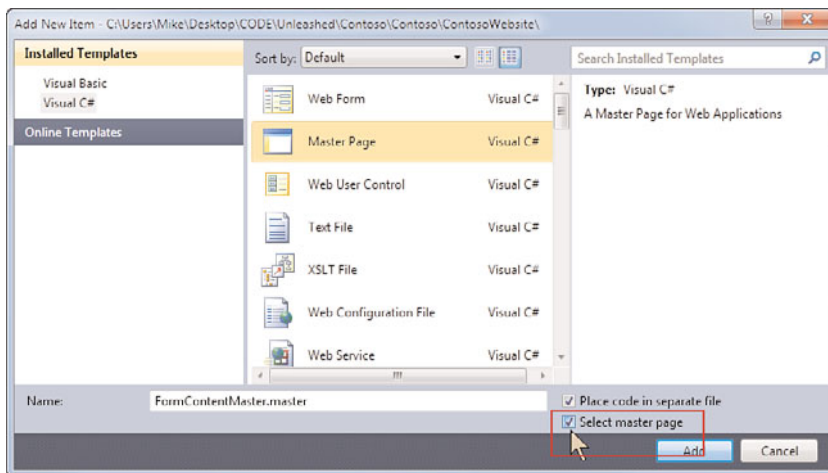 Add New Item - C:\Users\Mike\Desktop\CODE\Unleashed\Contoso\Contoso\ContosoWebsite\
Installed Templates
Visual Basic
Visual C#
Online Templates
Sort by: Default
Search Installed Templates
Web Form Visual C#
Master Page Visual C#
Web User Control Visual C#
Text File Visual C#
XSLT File Visual C#
Web Configuration File Visual C#
Web Service Visual C#
Type: Visual C#
A Master Page for Web Applications
Name: FormContentMaster.master
Place code in separate file
Select master page
Add Cancel